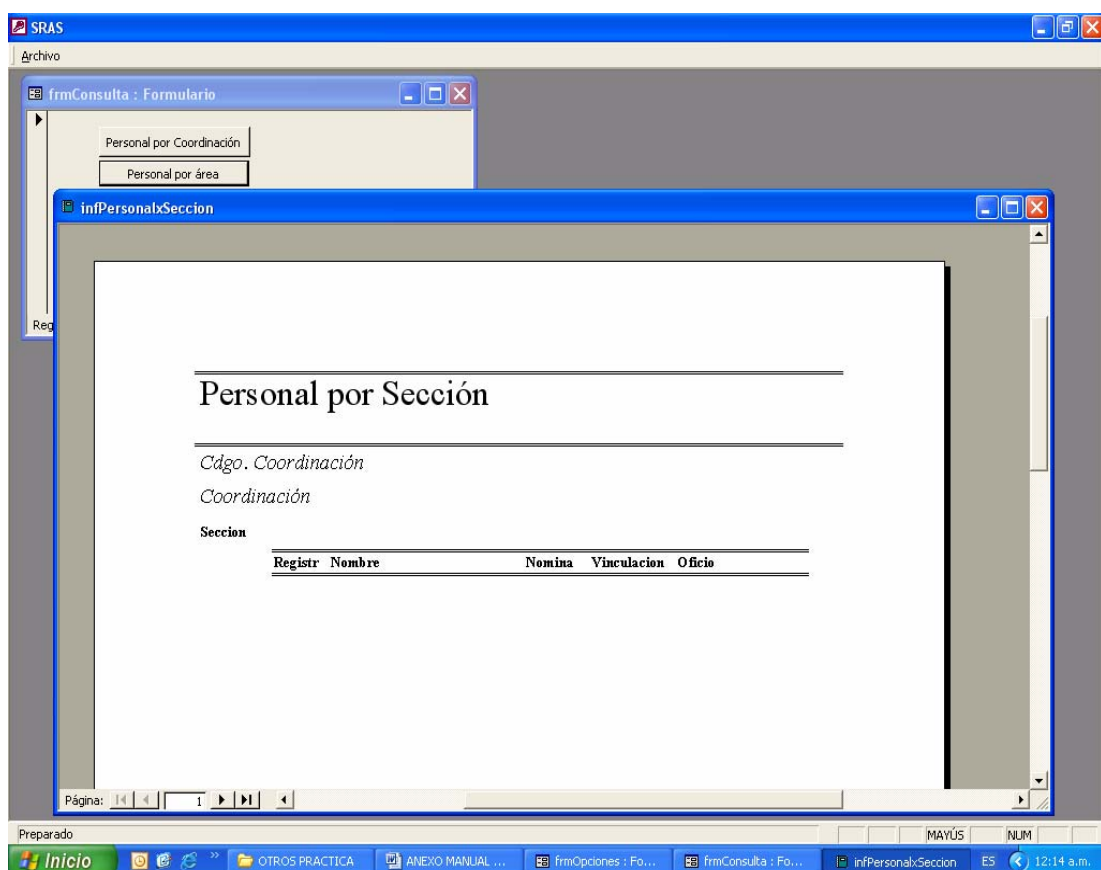 SRAS
Archivo
frmConsulta : Formulario
Personal por Coordinación
Personal por área
infPersonalxSeccion
Reg
Personal por Sección
Cdgo. Coordinación
Coordinación
Seccion
Registr Nombre Nomina Vinculacion Oficio
Página: 1
Preparado MAYÚS NUM
Inicio » OTROS PRACTICA ANEXO MANUAL ... frmOpciones : Fo... frmConsulta : Fo... infPersonalxSeccion ES 12:14 a.m.